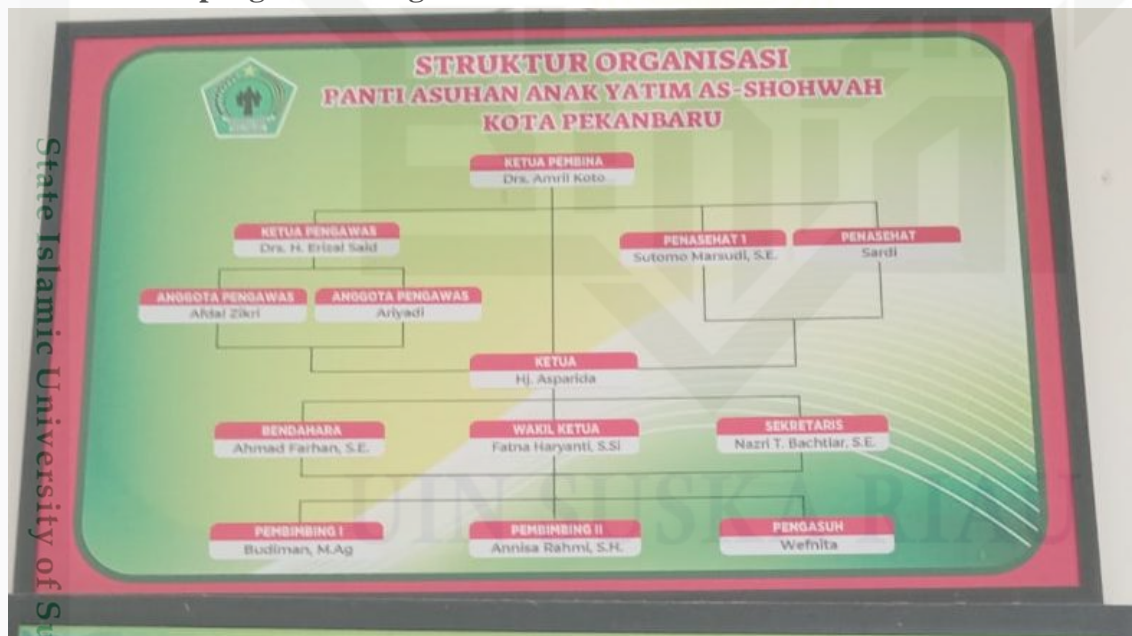 STRUKTUR ORGANISASI
PANTI ASUHAN ANAK YATIM AS-SHOHWAH
KOTA PEKANBARU
KETUA PEMBINA
Drs. Amril Koto
KETUA PENGAWAS
Drs. H. Erizal Said
PENASEHAT 1
Sutomo Marsudi, S.E.
PENASEHAT
Sardi
ANGGOTA PENGAWAS
Afdal Zikri
ANGGOTA PENGAWAS
Ariyadi
KETUA
Hj. Asparida
BENDAHARA
Ahmad Farhan, S.E.
WAKIL KETUA
Fatna Haryanti, S.Si
SEKRETARIS
Nazri T. Bachtiar, S.E.
PEMBIMBING I
Budiman, M.Ag
PEMBIMBING II
Annisa Rahmi, S.H.
PENGASUH
Wefnita
State Islamic University of
UIN SUSKA RIAU